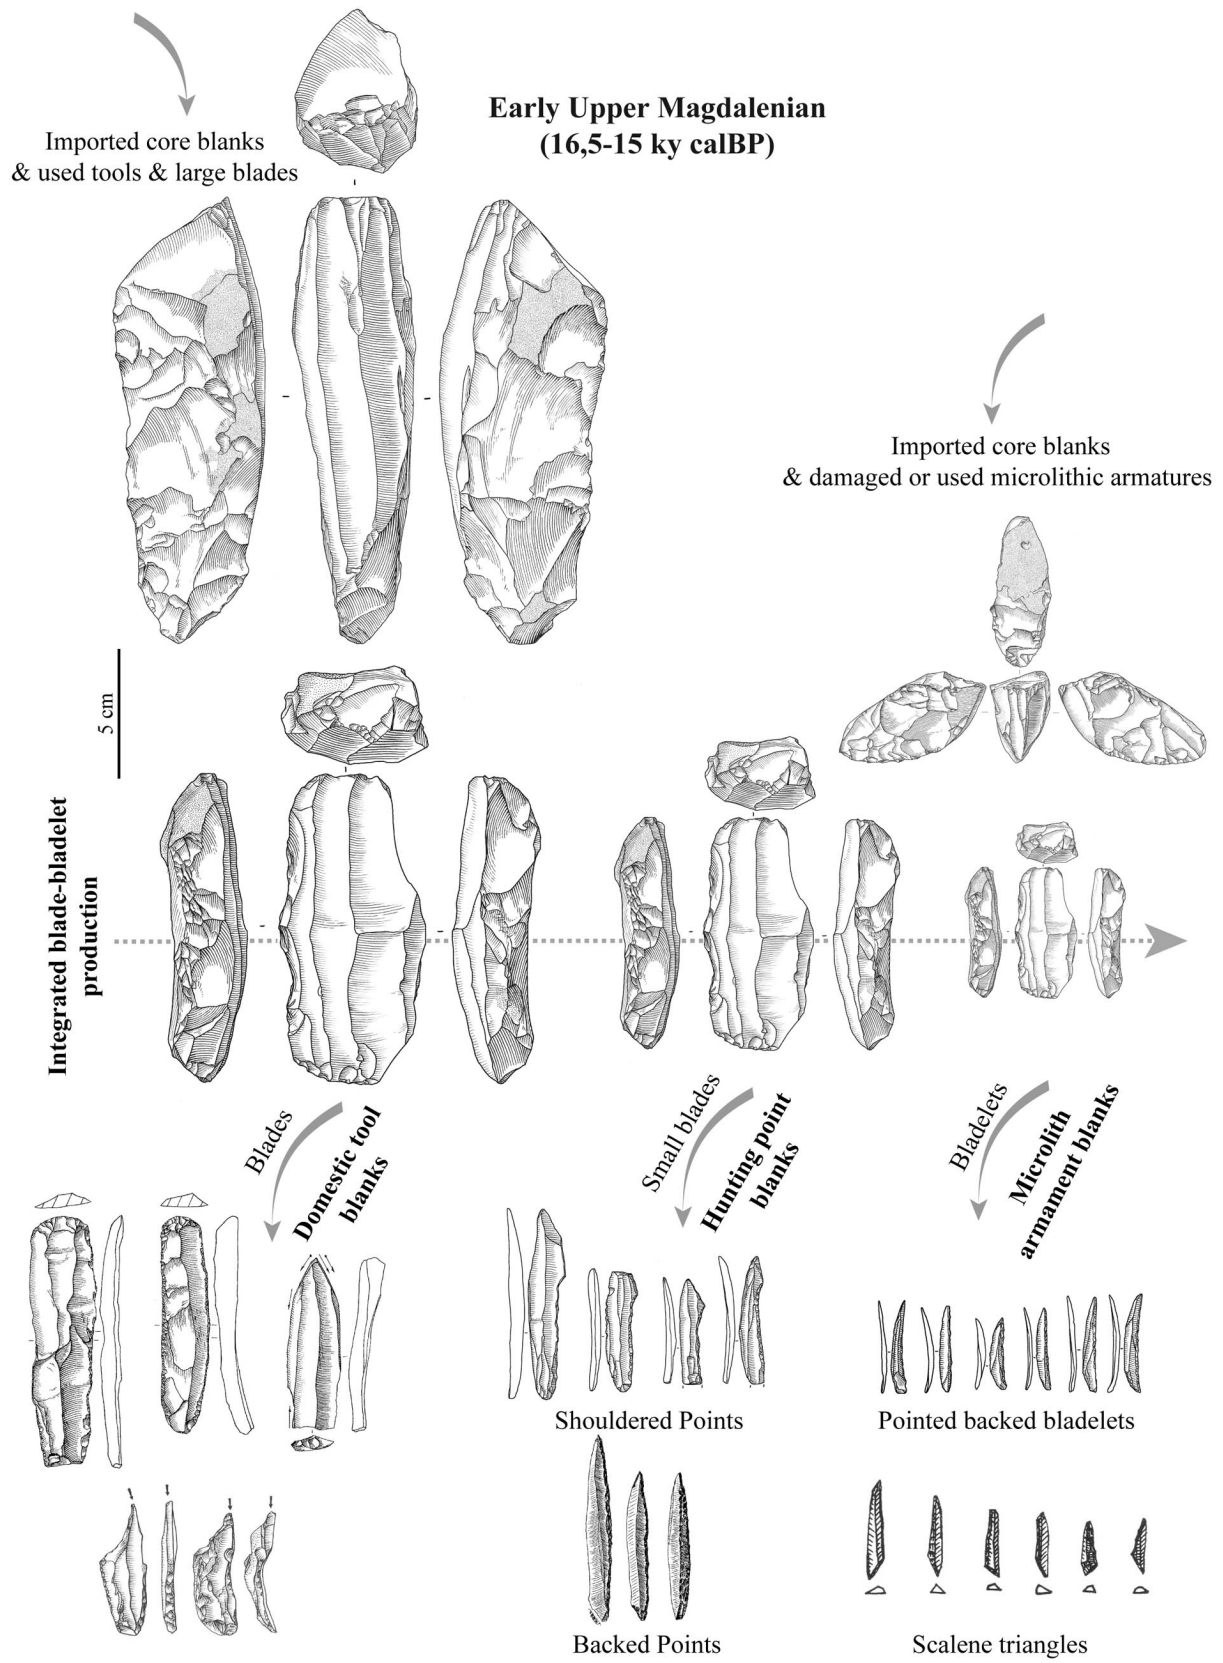 Early Upper Magdalenian
(16,5-15 ky calBP)
Imported core blanks
& used tools & large blades
Imported core blanks
& damaged or used microlithic armatures
5 cm
Integrated blade-bladelet
production
Blades
Domestic tool
blanks
Small blades
Hunting point
blanks
Bladelets
Microlith
armament blanks
Shouldered Points
Pointed backed bladelets
Backed Points
Scalene triangles